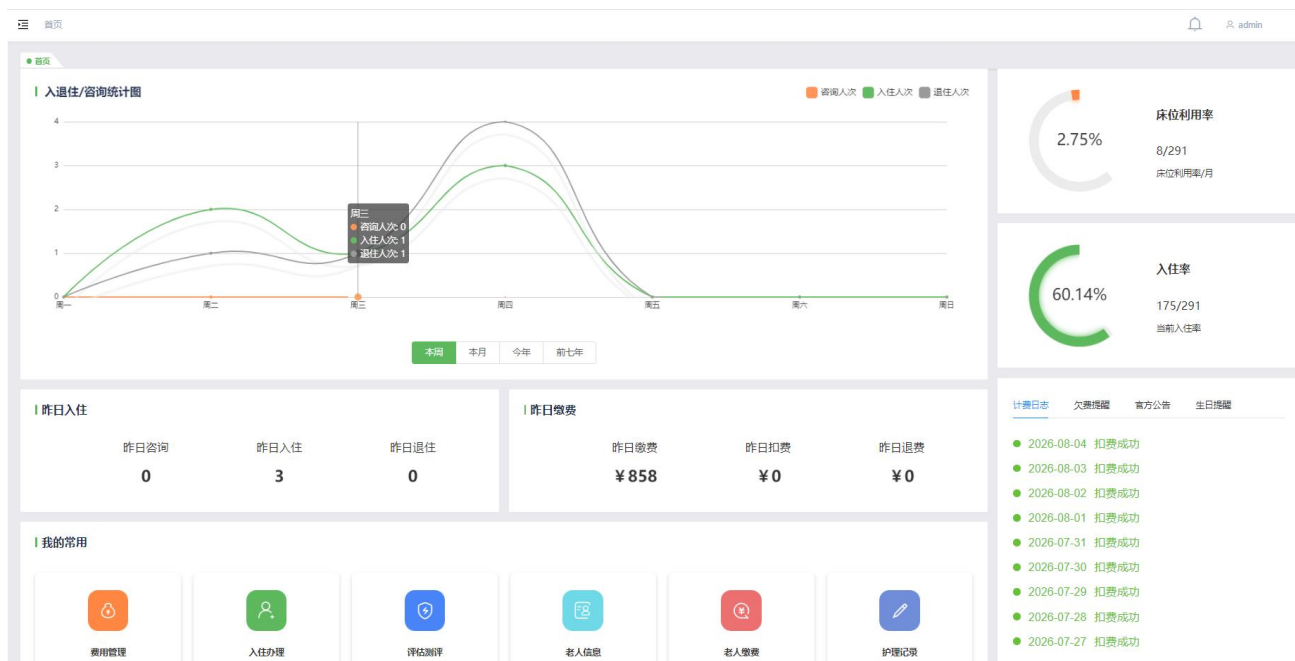 首页
admin
首页
入退住/咨询统计图
咨询人次 入住人次 退住人次
4
3
2
1
0
周三
咨询人次: 0
入住人次: 1
退住人次: 1
周一 周二 周三 周四 周五 周六 周日
本周 本月 今年 前七年
2.75%
床位利用率
8/291
床位利用率/月
60.14%
入住率
175/291
当前入住率
昨日入住
昨日咨询 昨日入住 昨日退住
0 3 0
昨日缴费
昨日缴费 昨日扣费 昨日退费
¥858 ¥0 ¥0
计费日志 欠费提醒 官方公告 生日提醒
2026-08-04 扣费成功
2026-08-03 扣费成功
2026-08-02 扣费成功
2026-08-01 扣费成功
2026-07-31 扣费成功
2026-07-30 扣费成功
2026-07-29 扣费成功
2026-07-28 扣费成功
2026-07-27 扣费成功
我的常用
费用管理 入住办理 评估测评 老人信息 老人缴费 护理记录